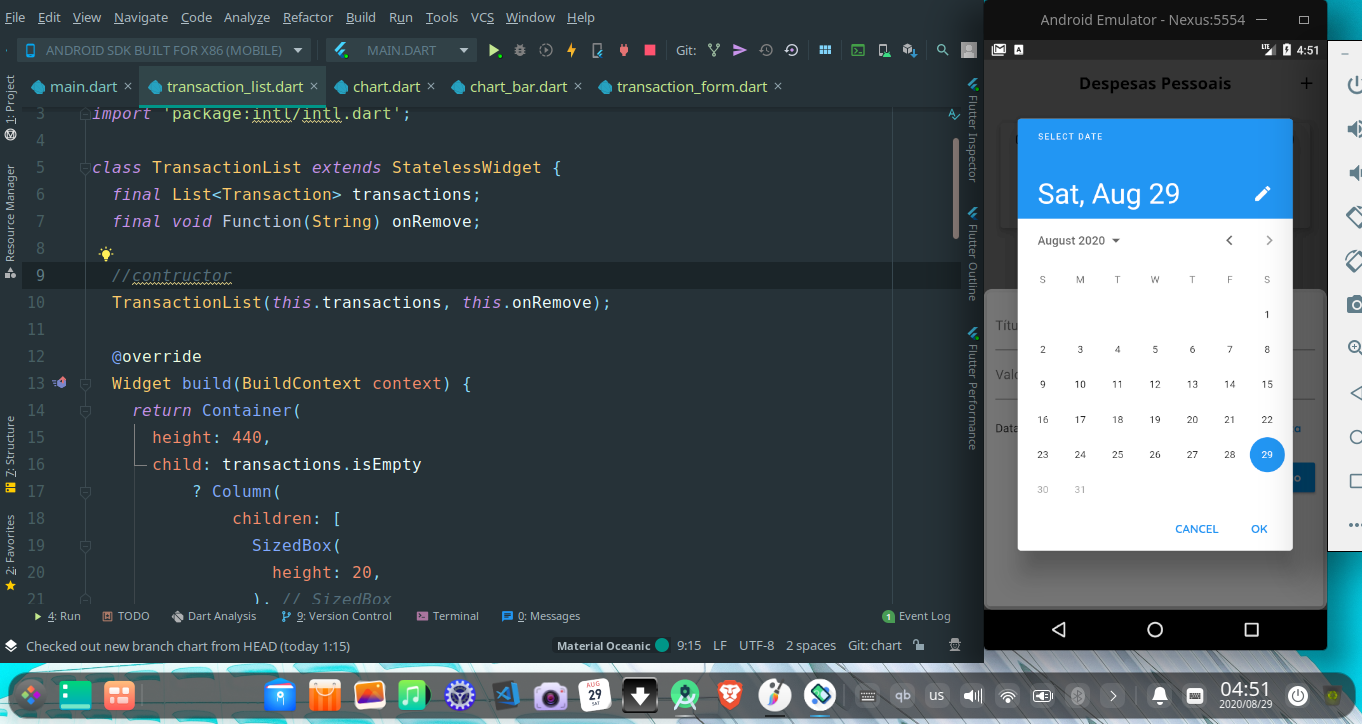 File Edit View Navigate Code Analyze Refactor Build Run Tools VCS Window Help
ANDROID SDK BUILT FOR X86 (MOBILE)
MAIN.DART
Git:
main.dart
transaction_list.dart
chart.dart
chart_bar.dart
transaction_form.dart
1: Project
Resource Manager
7: Structure
2: Favorites
3 import 'package:intl/intl.dart';
4
5 class TransactionList extends StatelessWidget {
6 final List<Transaction> transactions;
7 final void Function(String) onRemove;
8
9 //contructor
10 TransactionList(this.transactions, this.onRemove);
11
12 @override
13 Widget build(BuildContext context) {
14 return Container(
15 height: 440,
16 child: transactions.isEmpty
17 ? Column(
18 children: [
19 SizedBox(
20 height: 20,
21 ), // SizedBox
Flutter Inspector
Flutter Outline
Flutter Performance
4: Run
TODO
Dart Analysis
9: Version Control
Terminal
0: Messages
1 Event Log
Checked out new branch chart from HEAD (today 1:15)
Material Oceanic
9:15 LF UTF-8 2 spaces Git: chart
Android Emulator - Nexus:5554
A
LTE
4:51
Despesas Pessoais
+
SELECT DATE
Sat, Aug 29
August 2020
S M T W T F S
1
2 3 4 5 6 7 8
9 10 11 12 13 14 15
16 17 18 19 20 21 22
23 24 25 26 27 28 29
30 31
CANCEL OK
Data
AUG
29
SAT
qb
US
04:51
2020/08/29